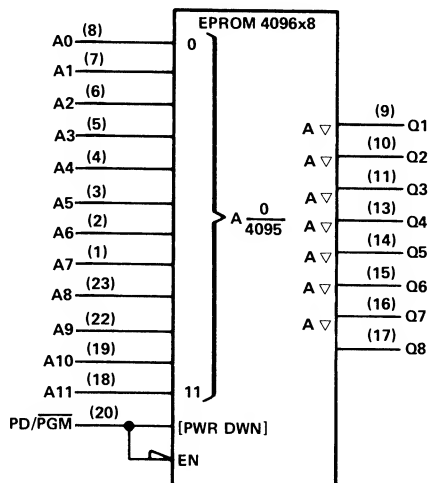 EPROM 4096x8
A0 (8) 0
A1 (7)
A2 (6)
A3 (5)
A4 (4)
A5 (3)
A6 (2)
A7 (1)
A8 (23)
A9 (22)
A10 (19)
A11 (18) 11
PD/PGM (20) [PWR DWN]
EN
A 0/4095
A ▽ (9) Q1
A ▽ (10) Q2
A ▽ (11) Q3
A ▽ (13) Q4
A ▽ (14) Q5
A ▽ (15) Q6
A ▽ (16) Q7
(17) Q8